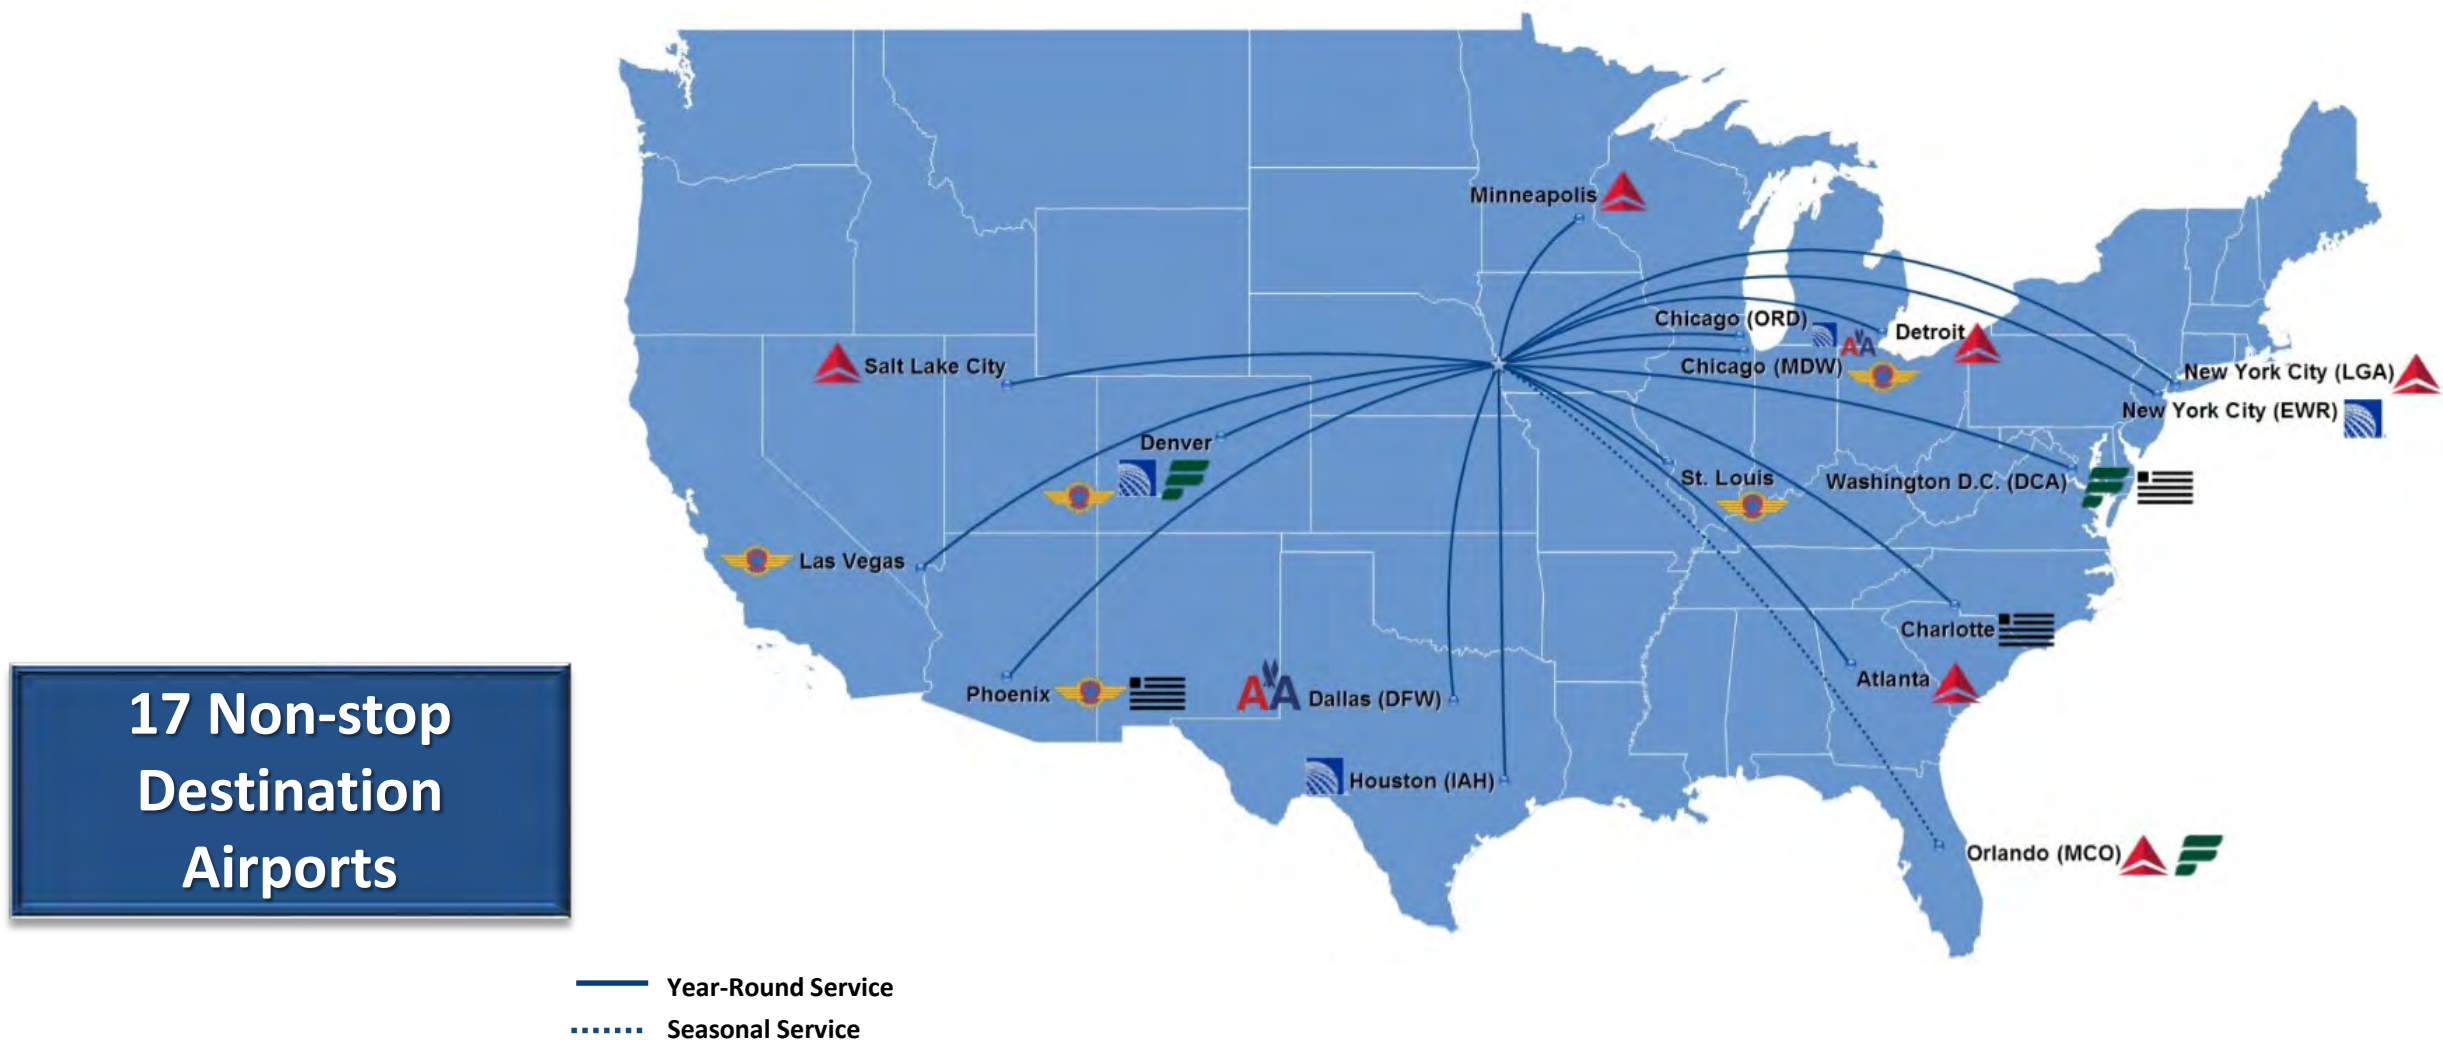 Minneapolis
Chicago (ORD)
Detroit
AA
Chicago (MDW)
Salt Lake City
New York City (LGA)
New York City (EWR)
Denver
St. Louis
Washington D.C. (DCA)
Las Vegas
Charlotte
Atlanta
Phoenix
AA
Dallas (DFW)
Houston (IAH)
Orlando (MCO)
17 Non-stop
Destination
Airports
Year-Round Service
Seasonal Service